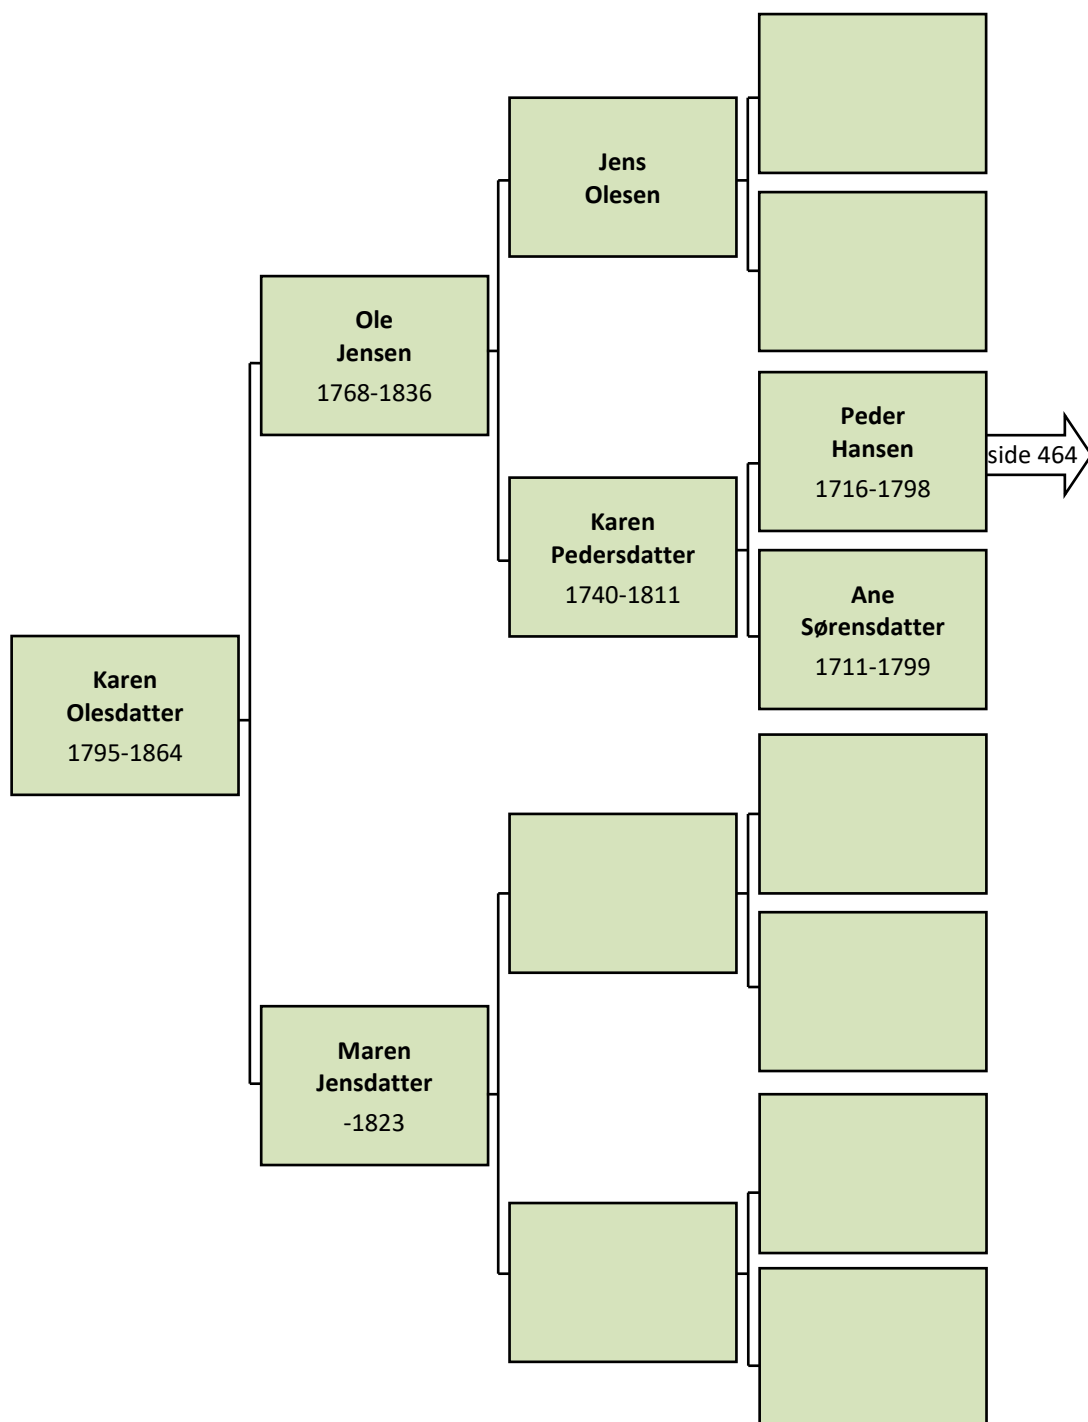 Jens
Olesen
Ole
Jensen
1768-1836
Peder
Hansen
1716-1798
side 464
Karen
Pedersdatter
1740-1811
Ane
Sørensdatter
1711-1799
Karen
Olesdatter
1795-1864
Maren
Jensdatter
-1823